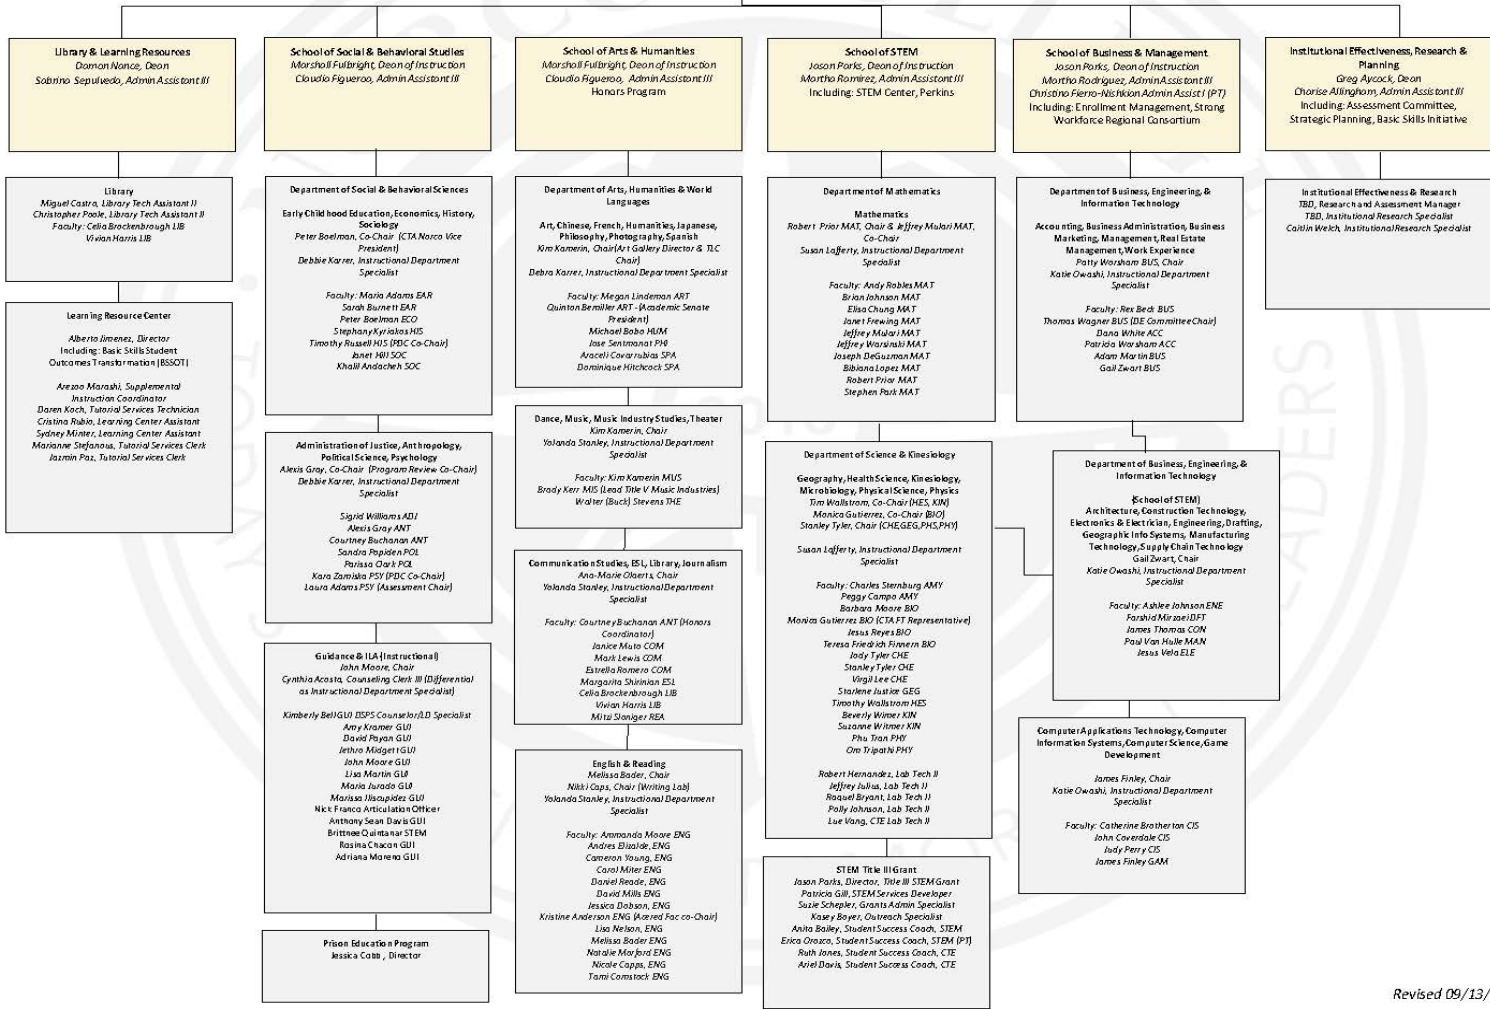 Library & Learning Resources
Damon Nance, Dean
Sabrina Sepulveda, Admin Assistant III
School of Social & Behavioral Studies
Marshall Fulbright, Dean of Instruction
Claudia Figueroa, Admin Assistant III
School of Arts & Humanities
Marshall Fulbright, Dean of Instruction
Claudia Figueroa, Admin Assistant III
Honors Program
School of STEM
Jason Parks, Dean of Instruction
Martha Ramirez, Admin Assistant III
Including: STEM Center, Perkins
School of Business & Management
Jason Parks, Dean of Instruction
Martha Rodriguez, Admin Assistant III
Christina Fierro-Nishkion Admin Assist I (PT)
Including: Enrollment Management, Strong
Workforce Regional Consortium
Institutional Effectiveness, Research &
Planning
Greg Aycock, Dean
Charise Allingham, Admin Assistant III
Including: Assessment Committee,
Strategic Planning, Basic Skills Initiative
Library
Miguel Castro, Library Tech Assistant II
Christopher Poole, Library Tech Assistant II
Faculty: Celia Brockenbrough LIB
Vivian Harris LIB
Learning Resource Center
Alberto Jimenez, Director
Including: Basic Skills Student
Outcomes Transformation (BSSOT)
Arezoo Marashi, Supplemental
Instruction Coordinator
Daren Koch, Tutorial Services Technician
Cristina Rubio, Learning Center Assistant
Sydney Minter, Learning Center Assistant
Marianne Stefanous, Tutorial Services Clerk
Jazmin Paz, Tutorial Services Clerk
Department of Social & Behavioral Sciences
Early Childhood Education, Economics, History,
Sociology
Peter Boelman, Co-Chair (CTA Norco Vice
President)
Debbie Karrer, Instructional Department
Specialist
Faculty: Maria Adams EAR
Sarah Burnett EAR
Peter Boelman ECO
Stephany Kyriakos HIS
Timothy Russell HIS (PDC Co-Chair)
Janet Hill SOC
Khalil Andacheh SOC
Administration of Justice, Anthropology,
Political Science, Psychology
Alexis Gray, Co-Chair (Program Review Co-Chair)
Debbie Karrer, Instructional Department
Specialist
Sigrid Williams ADJ
Alexis Gray ANT
Courtney Buchanan ANT
Sandra Popiden POL
Parissa Clark POL
Kara Zamiska PSY (PDC Co-Chair)
Laura Adams PSY (Assessment Chair)
Guidance & ILA (Instructional)
John Moore, Chair
Cynthia Acosta, Counseling Clerk III (Differential
as Instructional Department Specialist)
Kimberly Bell GUI DSPS Counselor/LD Specialist
Amy Kramer GUI
David Payan GUI
Jethro Midgett GUI
John Moore GUI
Lisa Martin GUI
Maria Jurado GUI
Marissa Iliscupidez GUI
Nick Franco Articulation Officer
Anthony Sean Davis GUI
Brittnee Quintanar STEM
Rosina Chacon GUI
Adriana Moreno GUI
Prison Education Program
Jessica Cobb , Director
Department of Arts, Humanities & World
Languages
Art, Chinese, French, Humanities, Japanese,
Philosophy, Photography, Spanish
Kim Kamerin, Chair(Art Gallery Director & TLC
Chair)
Debra Karrer, Instructional Department Specialist
Faculty: Megan Lindeman ART
Quinton Bemiller ART -(Academic Senate
President)
Michael Bobo HUM
Jose Sentmanat PHI
Araceli Covarrubias SPA
Dominique Hitchcock SPA
Dance, Music, Music Industry Studies, Theater
Kim Kamerin, Chair
Yolanda Stanley, Instructional Department
Specialist
Faculty: Kim Kamerin MUS
Brady Kerr MIS (Lead Title V Music Industries)
Walter (Buck) Stevens THE
Communication Studies, ESL, Library, Journalism
Ana-Marie Olaerts, Chair
Yolanda Stanley, Instructional Department
Specialist
Faculty: Courtney Buchanan ANT (Honors
Coordinator)
Janice Muto COM
Mark Lewis COM
Estrella Romero COM
Margarita Shirinian ESL
Celia Brockenbrough LIB
Vivian Harris LIB
Mitzi Sloniger REA
English & Reading
Melissa Bader, Chair
Nikki Capps, Chair (Writing Lab)
Yolanda Stanley, Instructional Department
Specialist
Faculty: Ammanda Moore ENG
Andres Elizalde, ENG
Cameron Young, ENG
Carol Miter ENG
Daniel Reade, ENG
David Mills ENG
Jessica Dobson, ENG
Kristine Anderson ENG (Accred Fac co-Chair)
Lisa Nelson, ENG
Melissa Bader ENG
Natalie Marford ENG
Nicole Capps, ENG
Tami Comstock ENG
Department of Mathematics
Mathematics
Robert Prior MAT, Chair & Jeffrey Mulari MAT,
Co-Chair
Susan Lafferty, Instructional Department
Specialist
Faculty: Andy Robles MAT
Brian Johnson MAT
Elisa Chung MAT
Janet Frewing MAT
Jeffrey Mulari MAT
Jeffrey Warsinski MAT
Joseph DeGuzman MAT
Bibiana Lopez MAT
Robert Prior MAT
Stephen Park MAT
Department of Science & Kinesiology
Geography, Health Science, Kinesiology,
Microbiology, Physical Science, Physics
Tim Wallstrom, Co-Chair (HES, KIN)
Monica Gutierrez, Co-Chair (BIO)
Stanley Tyler, Chair (CHE,GEG,PHS,PHY)
Susan Lafferty, Instructional Department
Specialist
Faculty: Charles Sternburg AMY
Peggy Campo AMY
Barbara Moore BIO
Monica Gutierrez BIO (CTA FT Representative)
Jesus Reyes BIO
Teresa Friedrich Finnern BIO
Jody Tyler CHE
Stanley Tyler CHE
Virgil Lee CHE
Starlene Justice GEG
Timothy Wallstrom HES
Beverly Wimer KIN
Suzanne Witmer KIN
Phu Tran PHY
Om Tripathi PHY
Robert Hernandez, Lab Tech II
Jeffrey Julius, Lab Tech II
Raquel Bryant, Lab Tech II
Polly Johnson, Lab Tech II
Lue Vang, CTE Lab Tech II
STEM Title III Grant
Jason Parks, Director, Title III STEM Grant
Patricia Gill, STEM Services Developer
Suzie Schepler, Grants Admin Specialist
Kasey Boyer, Outreach Specialist
Anita Bailey, Student Success Coach, STEM
Erica Orozco, Student Success Coach, STEM (PT)
Ruth Jones, Student Success Coach, CTE
Ariel Davis, Student Success Coach, CTE
Department of Business, Engineering, &
Information Technology
Accounting, Business Administration, Business
Marketing, Management, Real Estate
Management, Work Experience
Patty Worsham BUS, Chair
Katie Owashi, Instructional Department
Specialist
Faculty: Rex Beck BUS
Thomas Wagner BUS (DE Committee Chair)
Dana White ACC
Patricia Worsham ACC
Adam Martin BUS
Gail Zwart BUS
Department of Business, Engineering, &
Information Technology
(School of STEM)
Architecture, Construction Technology,
Electronics & Electrician, Engineering, Drafting,
Geographic Info Systems, Manufacturing
Technology, Supply Chain Technology
Gail Zwart, Chair
Katie Owashi, Instructional Department
Specialist
Faculty: Ashlee Johnson ENE
Farshid Mirzaei DFT
James Thomas CON
Paul Van Hulle MAN
Jesus Vela ELE
Computer Applications Technology, Computer
Information Systems, Computer Science, Game
Development
James Finley, Chair
Katie Owashi, Instructional Department
Specialist
Faculty: Catherine Brotherton CIS
John Coverdale CIS
Judy Perry CIS
James Finley GAM
Institutional Effectiveness & Research
TBD, Research and Assessment Manager
TBD, Institutional Research Specialist
Caitlin Welch, Institutional Research Specialist
Revised 09/13/